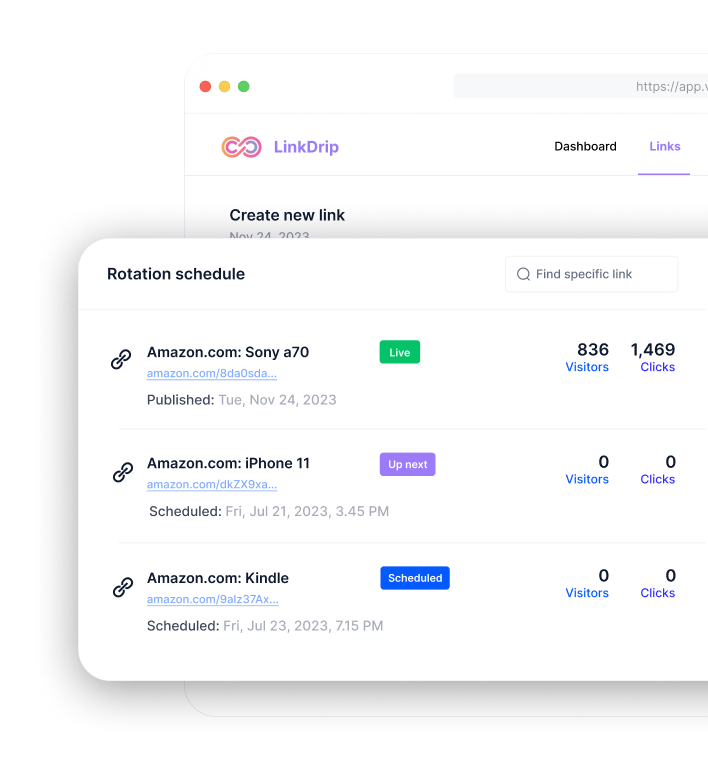 https://app.v
LinkDrip
Dashboard Links
Create new link
Nov 24, 2023
Rotation schedule
Find specific link
Amazon.com: Sony a70 Live 836 1,469
amazon.com/8da0sda... Visitors Clicks
Published: Tue, Nov 24, 2023
Amazon.com: iPhone 11 Up next 0 0
amazon.com/dkZX9xa... Visitors Clicks
Scheduled: Fri, Jul 21, 2023, 3.45 PM
Amazon.com: Kindle Scheduled 0 0
amazon.com/9alz37Ax... Visitors Clicks
Scheduled: Fri, Jul 23, 2023, 7.15 PM